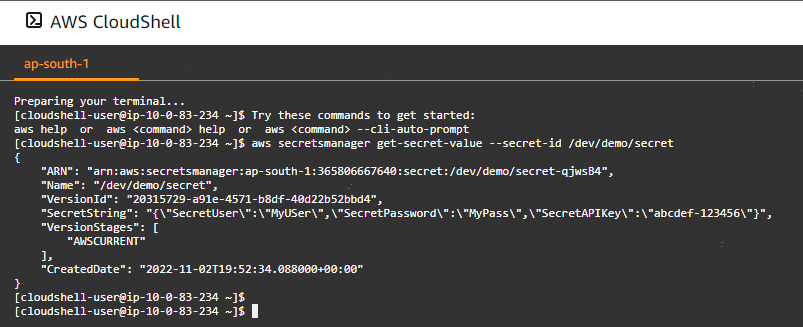 AWS CloudShell
ap-south-1
Preparing your terminal...
[cloudshell-user@ip-10-0-83-234 ~]$ Try these commands to get started:
aws help  or  aws <command> help  or  aws <command> --cli-auto-prompt
[cloudshell-user@ip-10-0-83-234 ~]$ aws secretsmanager get-secret-value --secret-id /dev/demo/secret
{
    "ARN": "arn:aws:secretsmanager:ap-south-1:365806667640:secret:/dev/demo/secret-qjwsB4",
    "Name": "/dev/demo/secret",
    "VersionId": "20315729-a91e-4571-b8df-40d22b52bbd4",
    "SecretString": "{\"SecretUser\":\"MyUSer\",\"SecretPassword\":\"MyPass\",\"SecretAPIKey\":\"abcdef-123456\"}",
    "VersionStages": [
        "AWSCURRENT"
    ],
    "CreatedDate": "2022-11-02T19:52:34.088000+00:00"
}
[cloudshell-user@ip-10-0-83-234 ~]$
[cloudshell-user@ip-10-0-83-234 ~]$